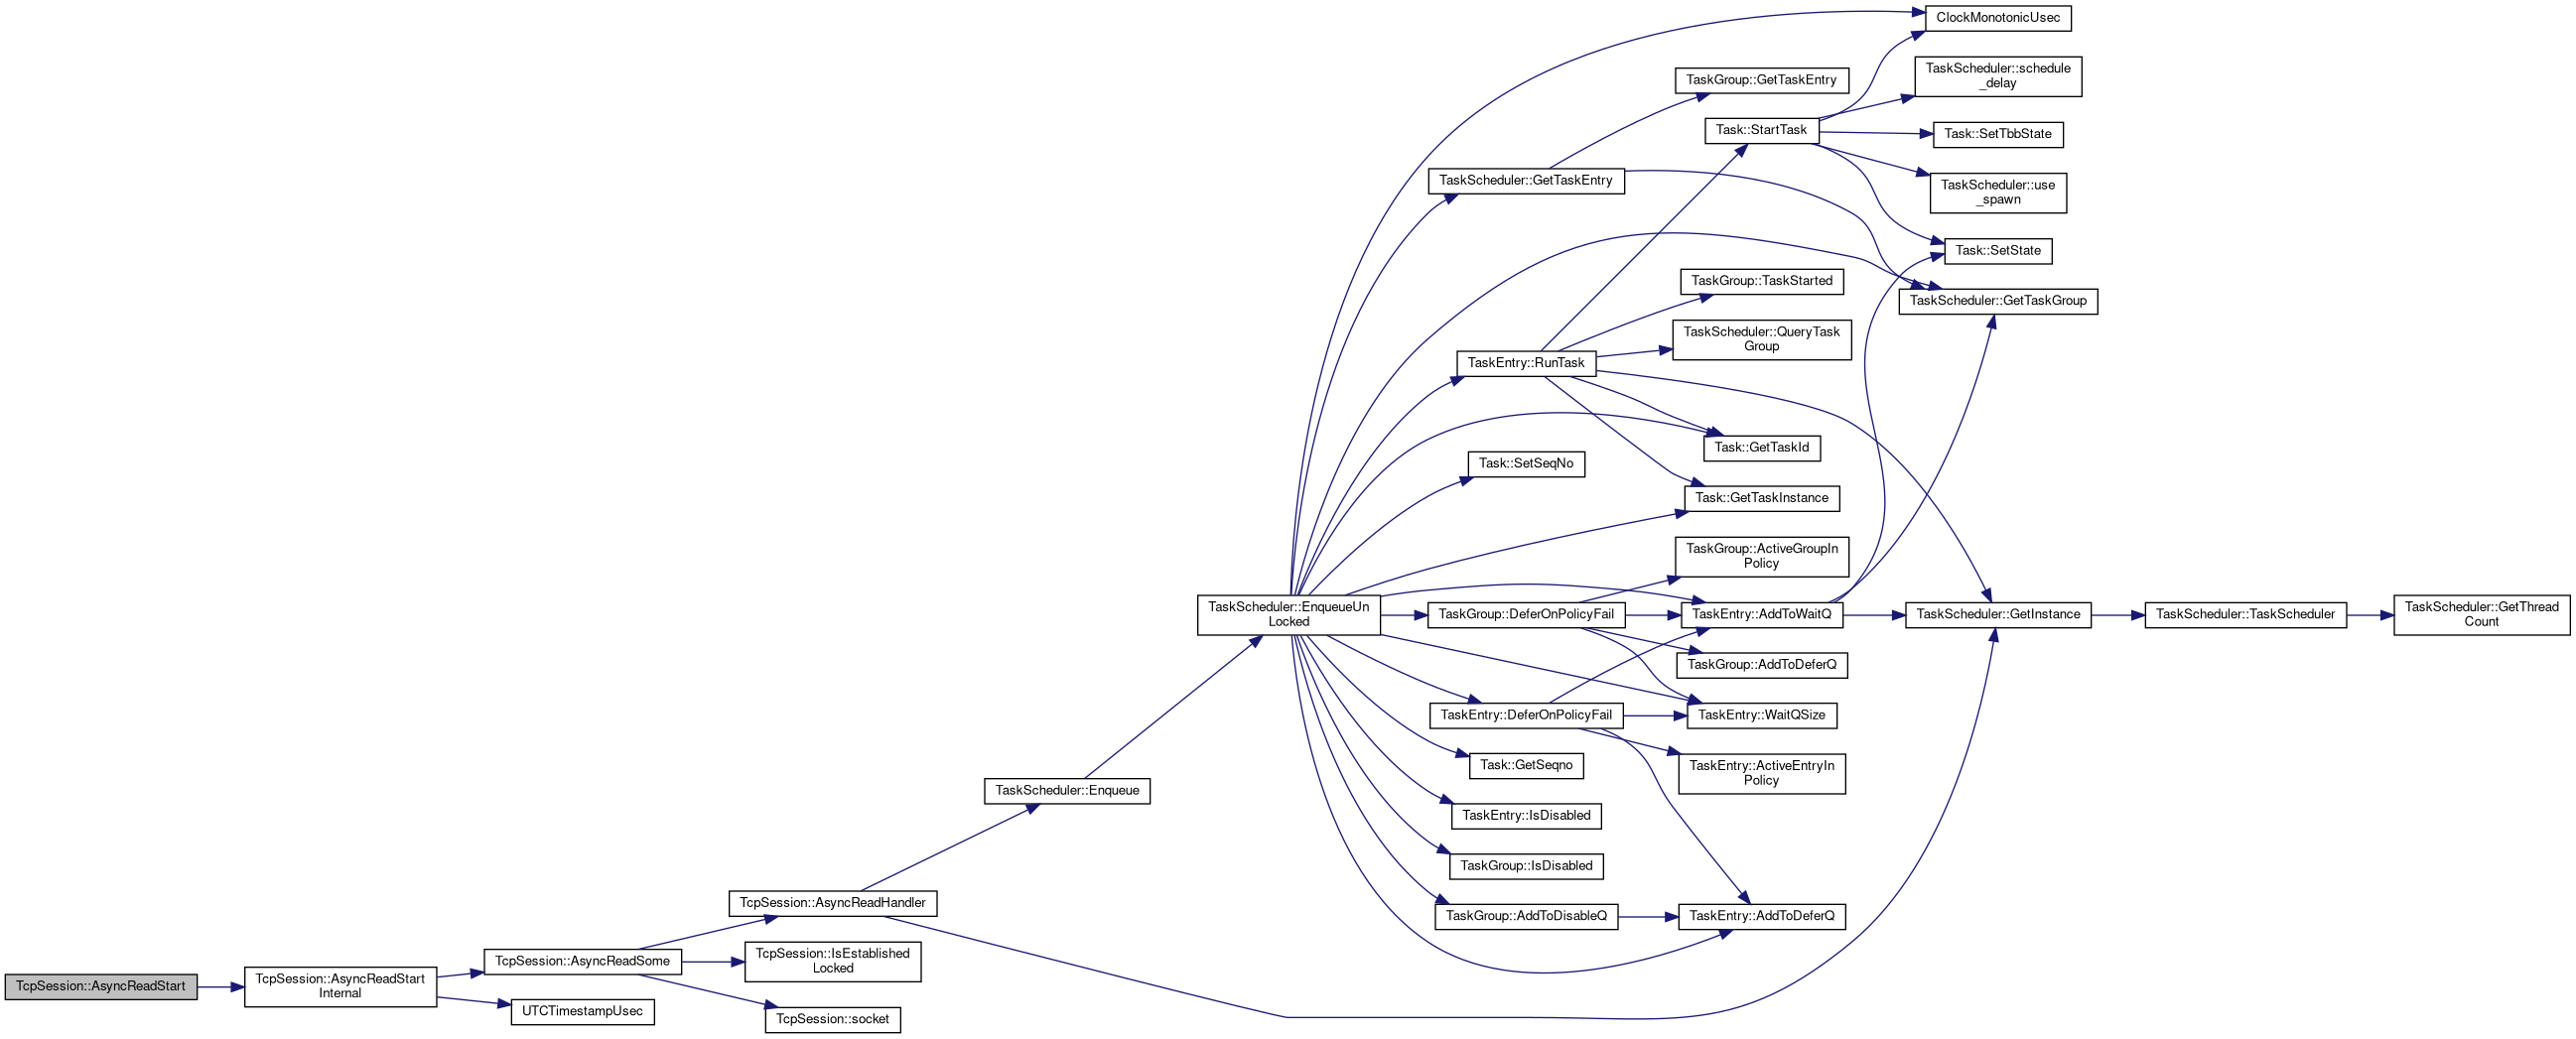 ClockMonotonicUsec
TaskScheduler::schedule
_delay
TaskGroup::GetTaskEntry
Task::StartTask
Task::SetTbbState
TaskScheduler::GetTaskEntry
TaskScheduler::use
_spawn
Task::SetState
TaskGroup::TaskStarted
TaskScheduler::GetTaskGroup
TaskScheduler::QueryTask
Group
TaskEntry::RunTask
Task::GetTaskId
Task::SetSeqNo
Task::GetTaskInstance
TaskGroup::ActiveGroupIn
Policy
TaskScheduler::EnqueueUn
Locked
TaskGroup::DeferOnPolicyFail
TaskEntry::AddToWaitQ
TaskScheduler::GetInstance
TaskScheduler::TaskScheduler
TaskScheduler::GetThread
Count
TaskGroup::AddToDeferQ
TaskEntry::DeferOnPolicyFail
TaskEntry::WaitQSize
Task::GetSeqno
TaskEntry::ActiveEntryIn
Policy
TaskScheduler::Enqueue
TaskEntry::IsDisabled
TaskGroup::IsDisabled
TcpSession::AsyncReadHandler
TaskGroup::AddToDisableQ
TaskEntry::AddToDeferQ
TcpSession::AsyncReadSome
TcpSession::IsEstablished
Locked
TcpSession::AsyncReadStart
TcpSession::AsyncReadStart
Internal
UTCTimestampUsec
TcpSession::socket